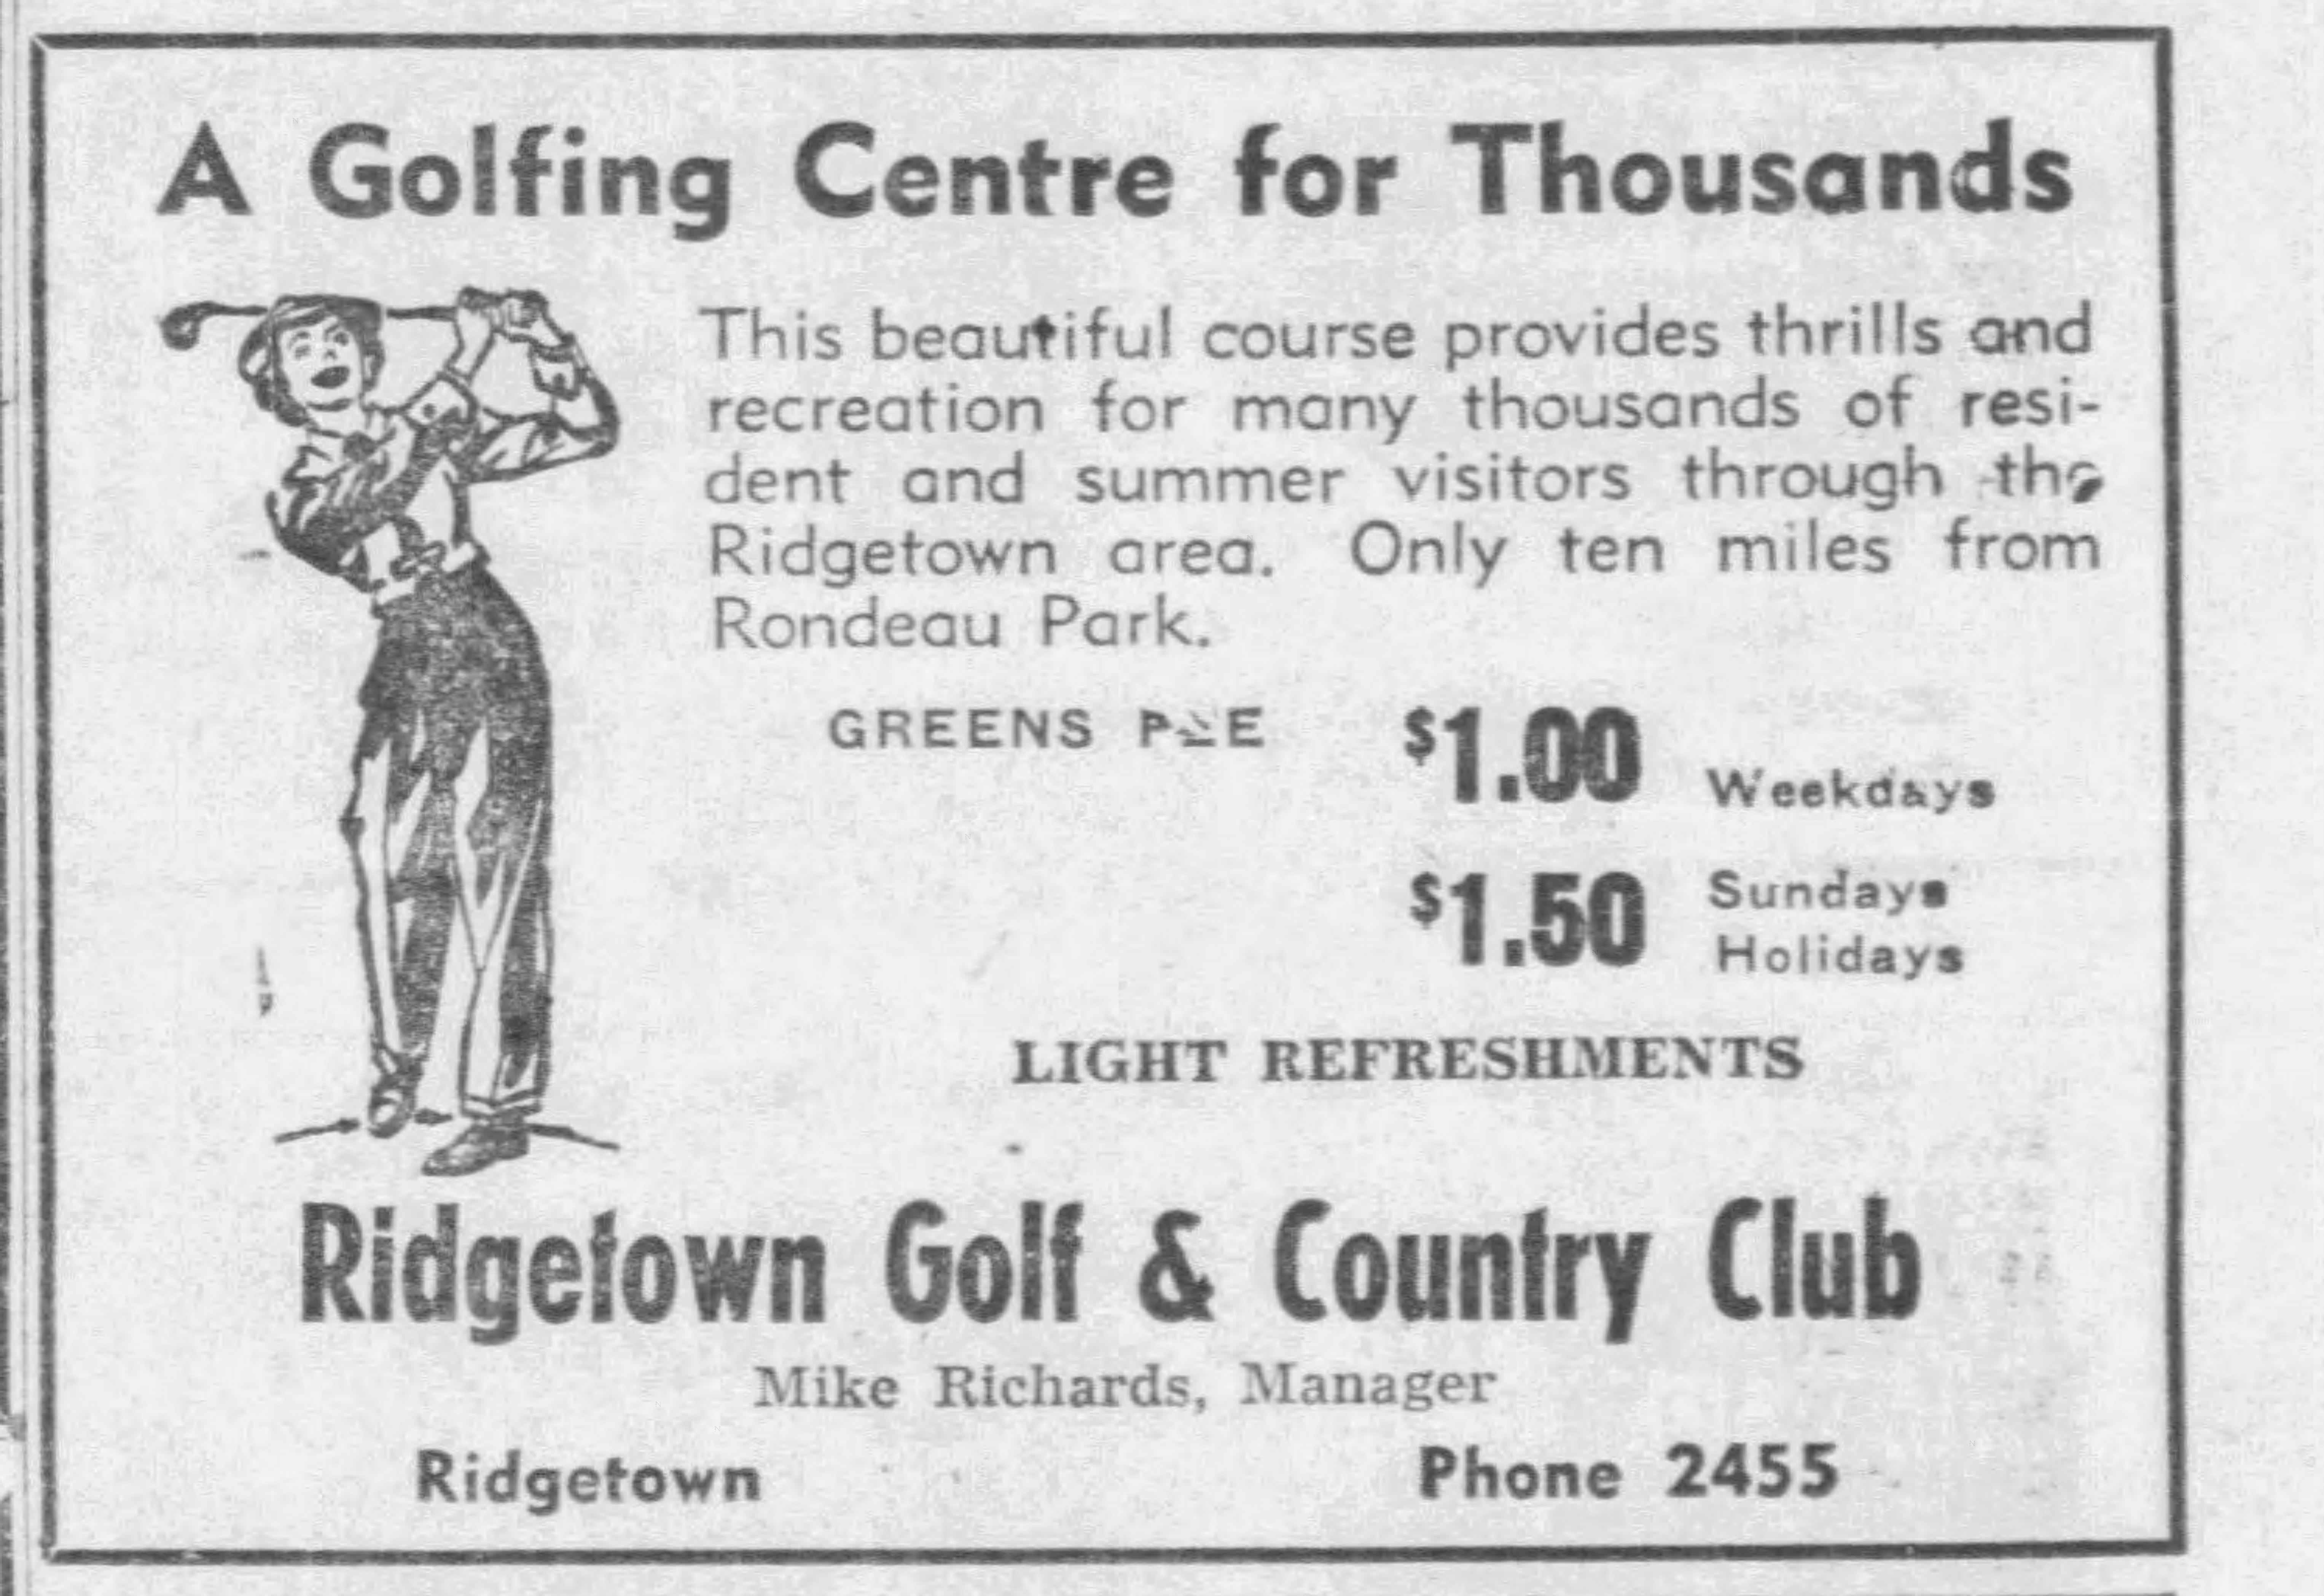 A Golfing Centre for Thousands
This beautiful course provides thrills and
recreation for many thousands of resi-
dent and summer visitors through the
Ridgetown area. Only ten miles from
Rondeau Park.
GREENS $1.00 Weekdays
$1.50 Sundays
Holidays
LIGHT REFRESHMENTS
Ridgetown Golf & Country Club
Mike Richards, Manager
Ridgetown Phone 2455